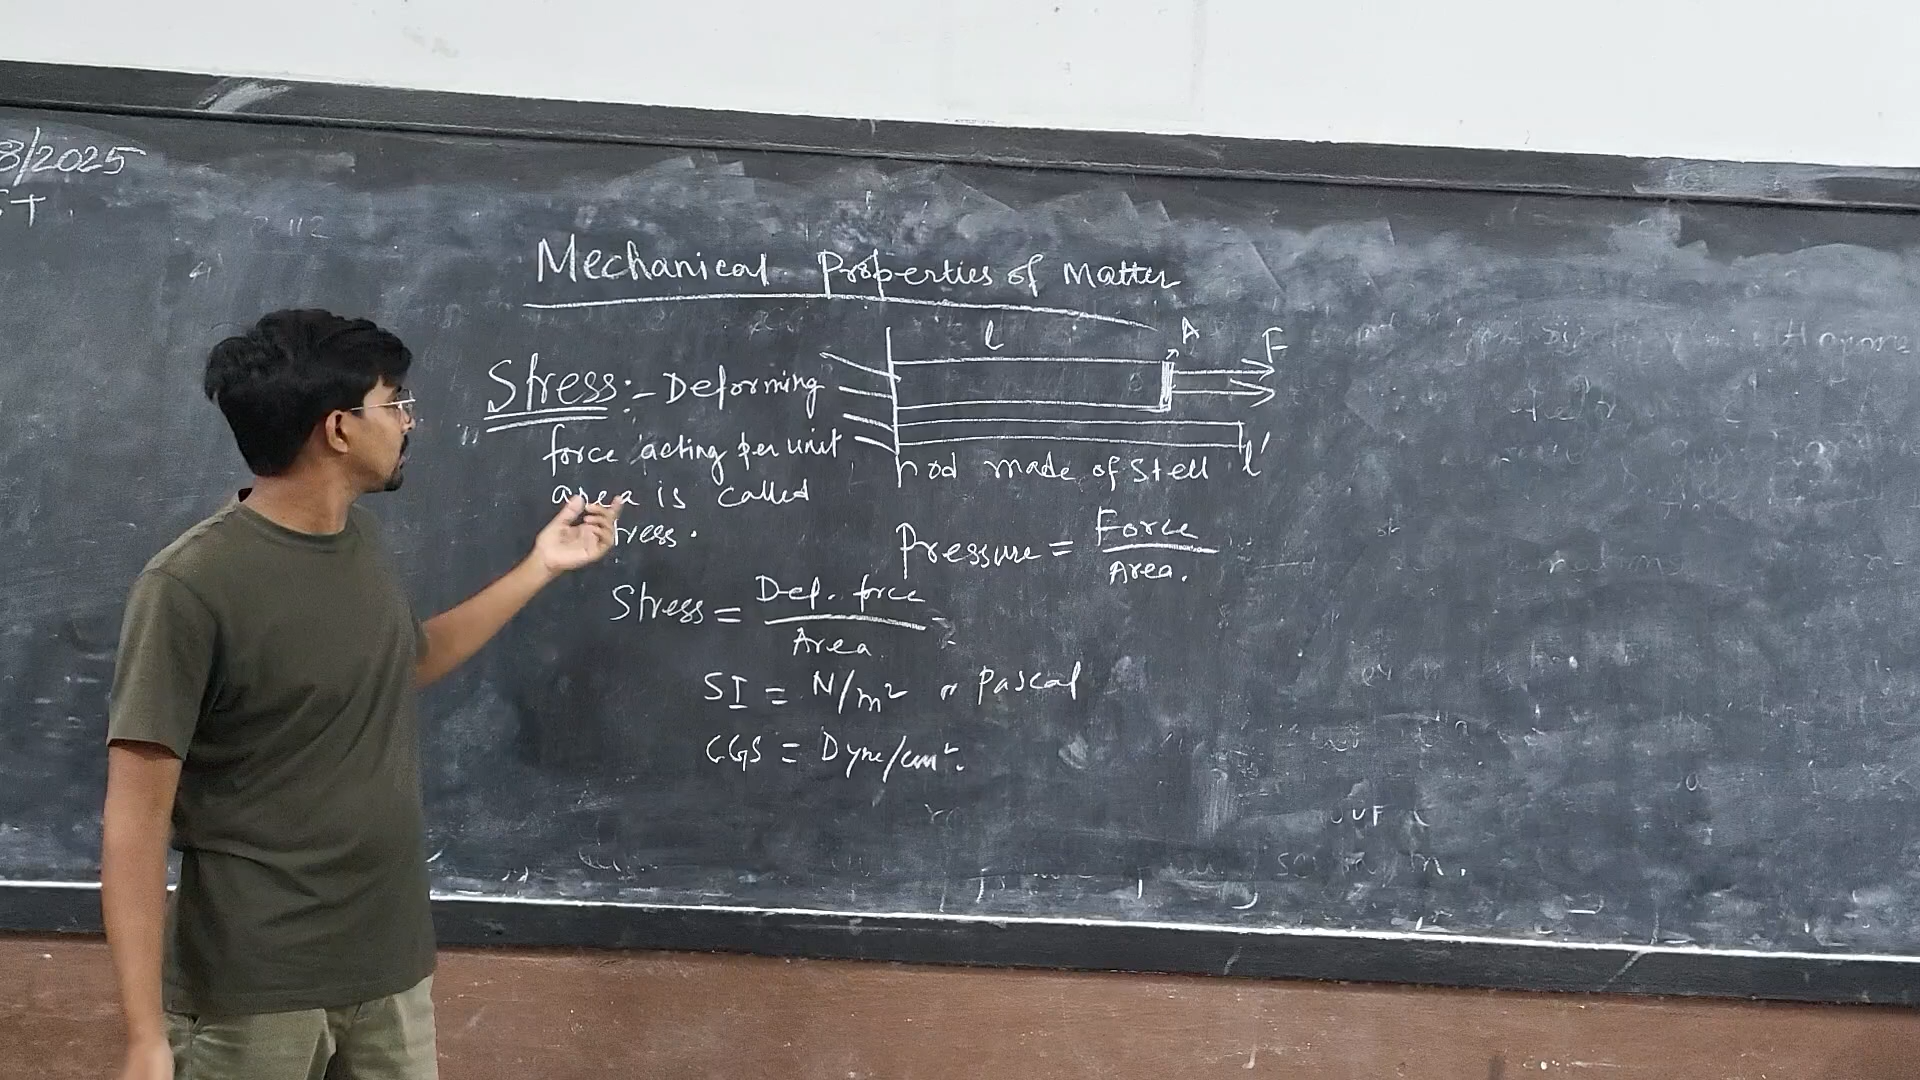 8/2025
Mechanical Properties of Matter
l A F
Stress :- Deforming
force acting per unit
area is called
tress.
rod made of Stell l'
Pressure = Force
Area.
Stress = Def. force
Area
SI = N/m² or Pascal
CGS = Dyne/cm².